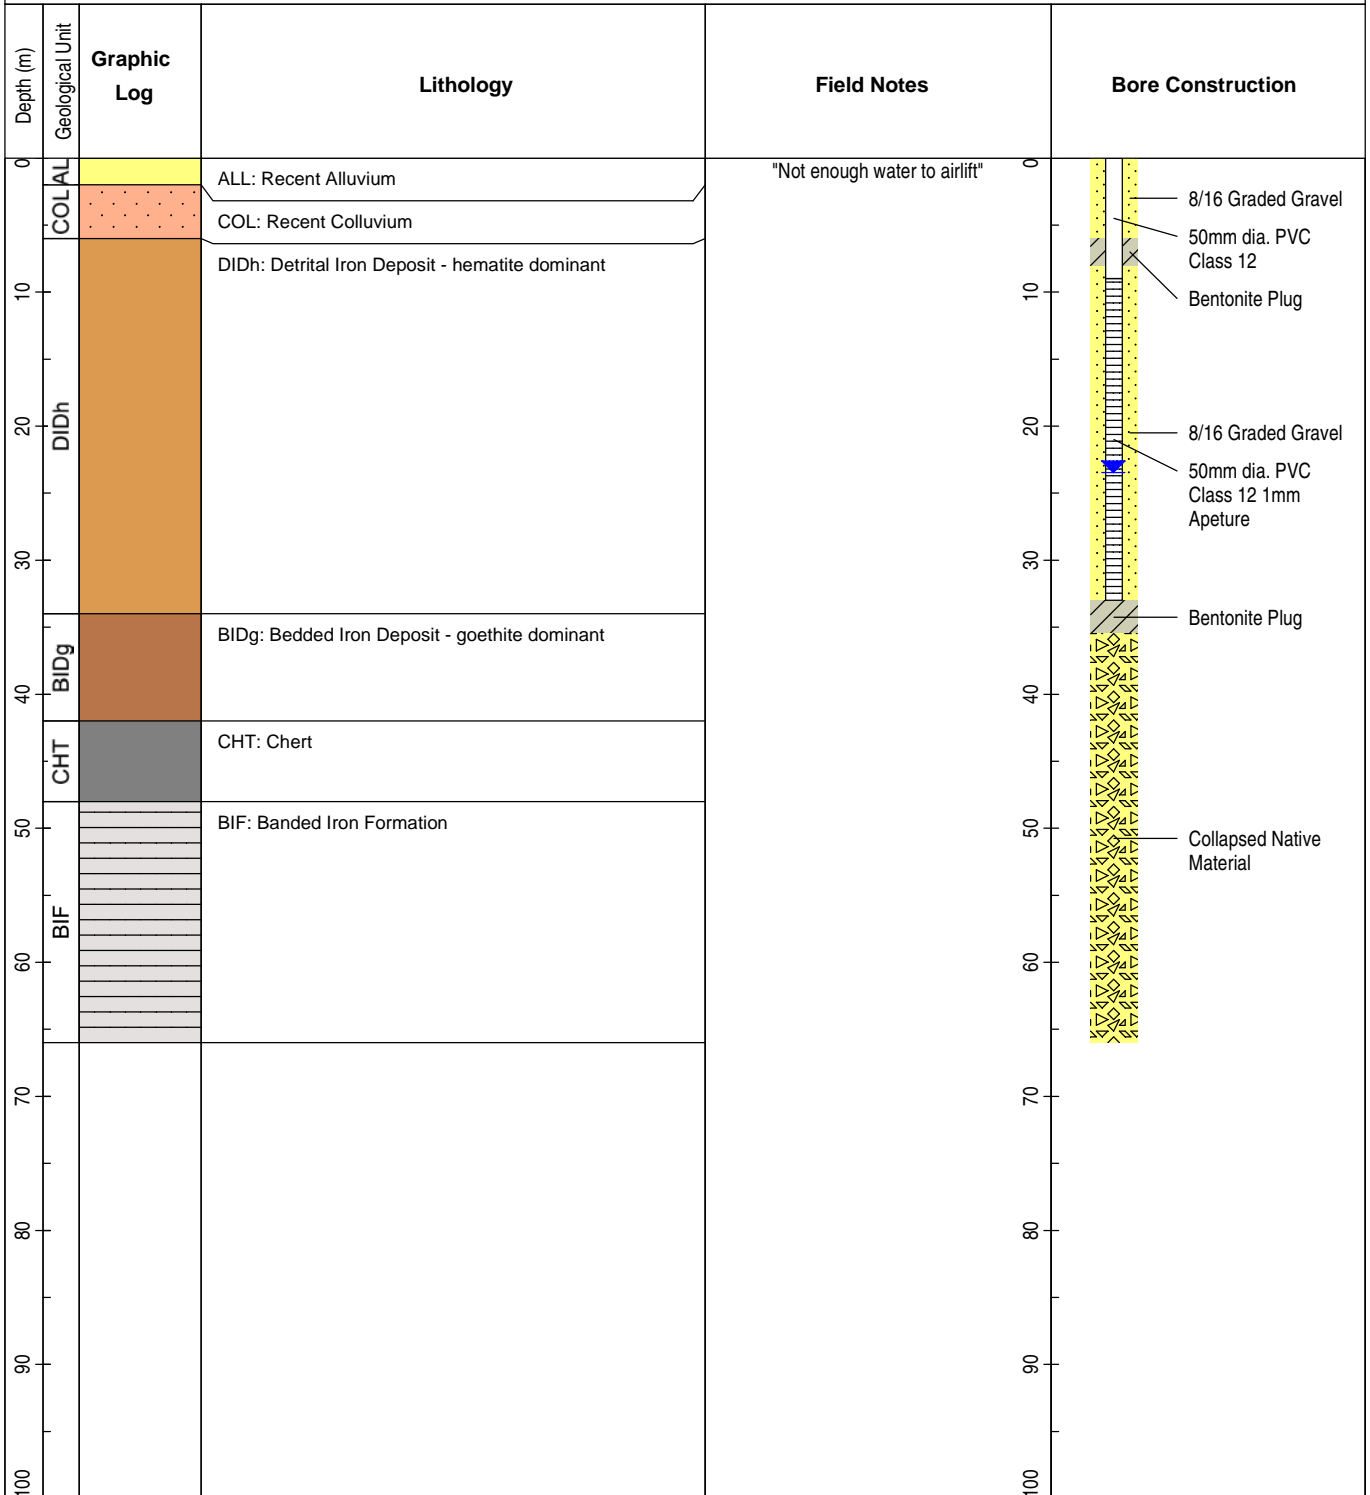 Depth (m)
Geological Unit
Graphic
Log
Lithology
Field Notes
Bore Construction
0
10
20
30
40
50
60
70
80
90
100
AL
COL
DIDh
BIDg
CHT
BIF
ALL: Recent Alluvium
COL: Recent Colluvium
DIDh: Detrital Iron Deposit - hematite dominant
BIDg: Bedded Iron Deposit - goethite dominant
CHT: Chert
BIF: Banded Iron Formation
"Not enough water to airlift"
0
10
20
30
40
50
60
70
80
90
100
8/16 Graded Gravel
50mm dia. PVC
Class 12
Bentonite Plug
8/16 Graded Gravel
50mm dia. PVC
Class 12 1mm
Apeture
Bentonite Plug
Collapsed Native
Material